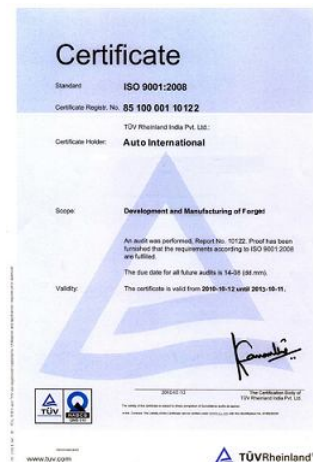 Certificate
Standard ISO 9001:2008
Certificate Registr. No. 85 100 001 10122
TÜV Rheinland India Pvt. Ltd.:
Certificate Holder: Auto International
Scope: Development and Manufacturing of Forged
An audit was performed, Report No. 10122. Proof has been
furnished that the requirements according to ISO 9001:2008
are fulfilled.
The due date for all future audits is 14-08 (dd.mm).
Validity: The certificate is valid from 2010-10-12 until 2013-10-11.
The Certification Body of
TÜV Rheinland India Pvt. Ltd.
TÜV
NABCB
www.tuv.com
TÜVRheinland